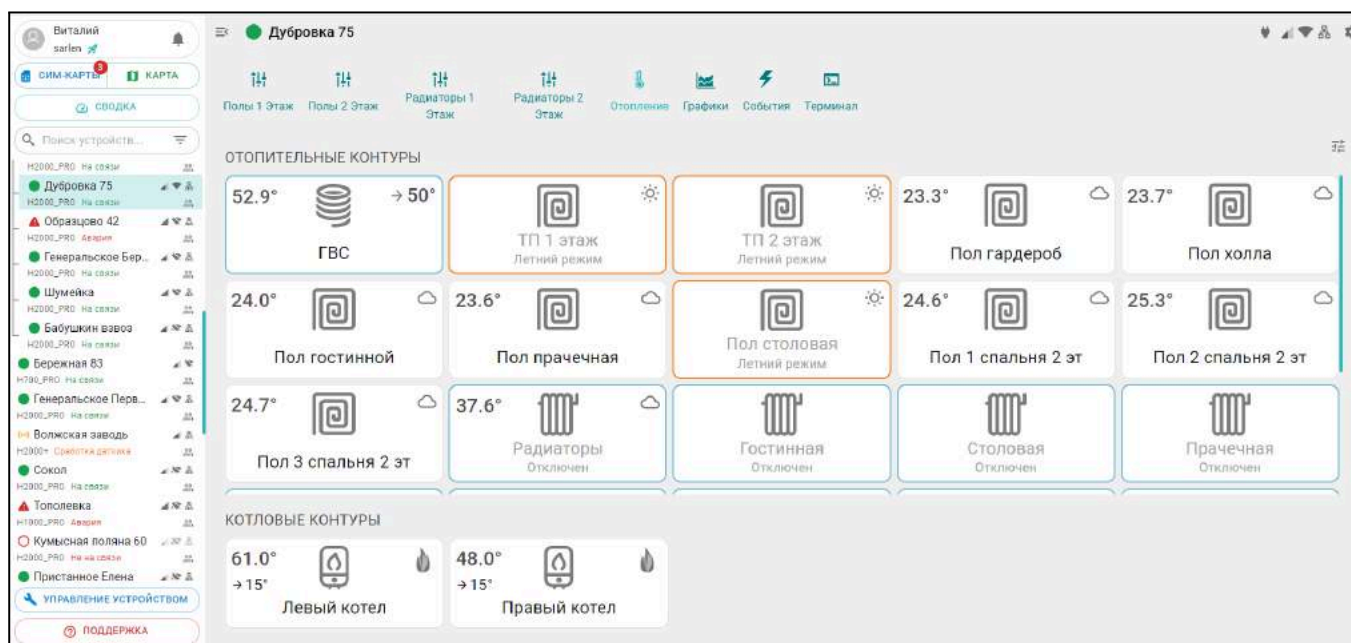 Виталий
sarlen
СИМ-КАРТЫ
3
КАРТА
СВОДКА
Поиск устройств...
H2000_PRO На связи
Дубровка 75
H2000_PRO На связи
Образцово 42
H2000_PRO Авария
Генеральское Бер...
H2000_PRO На связи
Шумейка
H2000_PRO На связи
Бабушкин взвоз
H2000_PRO На связи
Бережная 83
H700_PRO На связи
Генеральское Перв...
H2000_PRO На связи
Волжская заводь
H2000+ Сработка датчика
Сокол
H2000_PRO На связи
Тополевка
H1000_PRO Авария
Кумысная поляна 60
H2000_PRO Не на связи
Пристанное Елена
УПРАВЛЕНИЕ УСТРОЙСТВОМ
ПОДДЕРЖКА
Дубровка 75
Полы 1 Этаж
Полы 2 Этаж
Радиаторы 1
Этаж
Радиаторы 2
Этаж
Отопление
Графики
События
Терминал
ОТОПИТЕЛЬНЫЕ КОНТУРЫ
52.9°
→ 50°
ГВС
ТП 1 этаж
Летний режим
ТП 2 этаж
Летний режим
23.3°
Пол гардероб
23.7°
Пол холла
24.0°
Пол гостинной
23.6°
Пол прачечная
Пол столовая
Летний режим
24.6°
Пол 1 спальня 2 эт
25.3°
Пол 2 спальня 2 эт
24.7°
Пол 3 спальня 2 эт
37.6°
Радиаторы
Отключен
Гостинная
Отключен
Столовая
Отключен
Прачечная
Отключен
КОТЛОВЫЕ КОНТУРЫ
61.0°
→ 15°
Левый котел
48.0°
→ 15°
Правый котел